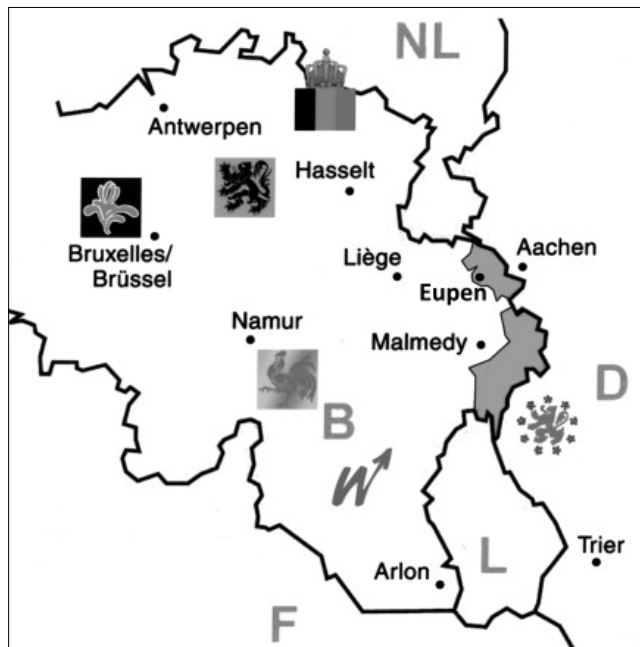 NL
Antwerpen
Hasselt
Bruxelles/
Brüssel
Liège
Aachen
Eupen
Namur
Malmedy
D
B
N
L
Arlon
Trier
F